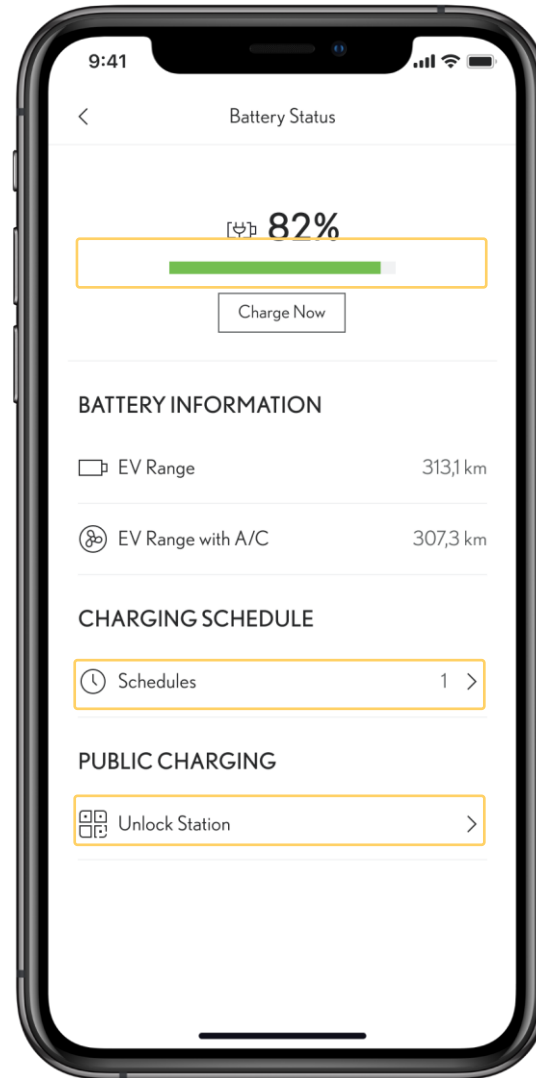 9:41
Battery Status
82%
Charge Now
BATTERY INFORMATION
EV Range 313,1 km
EV Range with A/C 307,3 km
CHARGING SCHEDULE
Schedules 1
PUBLIC CHARGING
Unlock Station